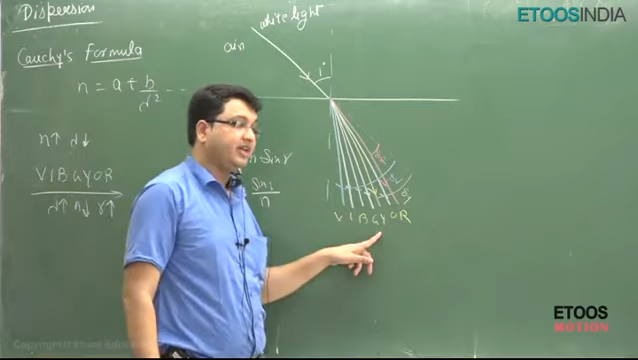 Dispersion
white light
ETOOSINDIA
Cauchy's Formula
air
i
n = a + b/λ² ...
n↑ λ↓
VIBGYOR
λ↑ n↓ r↑
n Sin r
Sin i
n
V I B G Y O R
ETOOS
MOTION